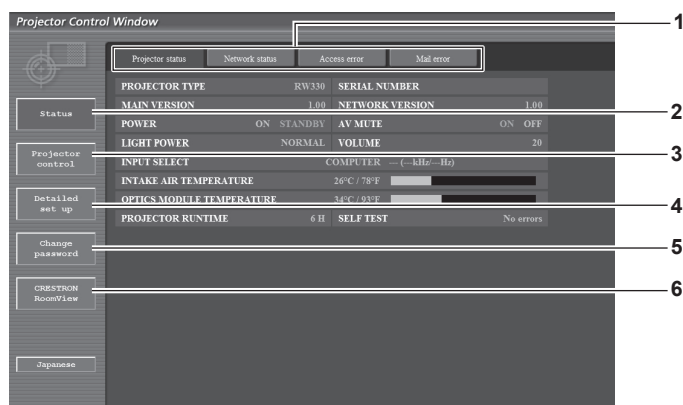 Projector Control Window
1
Projector status Network status Access error Mail error
PROJECTOR TYPE RW330 SERIAL NUMBER
MAIN VERSION 1.00 NETWORK VERSION 1.00
Status
2
POWER ON STANDBY AV MUTE ON OFF
LIGHT POWER NORMAL VOLUME 20
Projector
control
3
INPUT SELECT COMPUTER — (—kHz/—Hz)
INTAKE AIR TEMPERATURE 26°C / 78°F
Detailed
set up
4
OPTICS MODULE TEMPERATURE 34°C / 93°F
PROJECTOR RUNTIME 6 H SELF TEST No errors
Change
password
5
CRESTRON
RoomView
6
Japanese